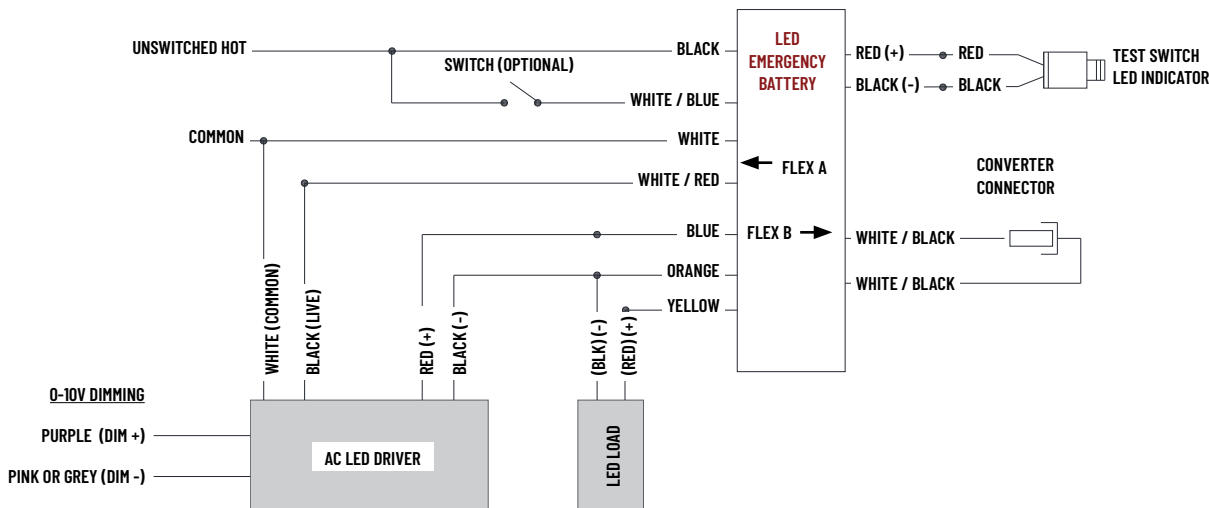 UNSWITCHED HOT
BLACK
LED
EMERGENCY
BATTERY
RED (+)
RED
TEST SWITCH
LED INDICATOR
SWITCH (OPTIONAL)
WHITE / BLUE
BLACK (-)
BLACK
COMMON
WHITE
FLEX A
CONVERTER
CONNECTOR
WHITE / RED
BLUE
FLEX B
WHITE / BLACK
ORANGE
WHITE / BLACK
YELLOW
WHITE (COMMON)
BLACK (LIVE)
RED (+)
BLACK (-)
(BLK) (-)
(RED) (+)
0-10V DIMMING
PURPLE (DIM +)
PINK OR GREY (DIM -)
AC LED DRIVER
LED LOAD